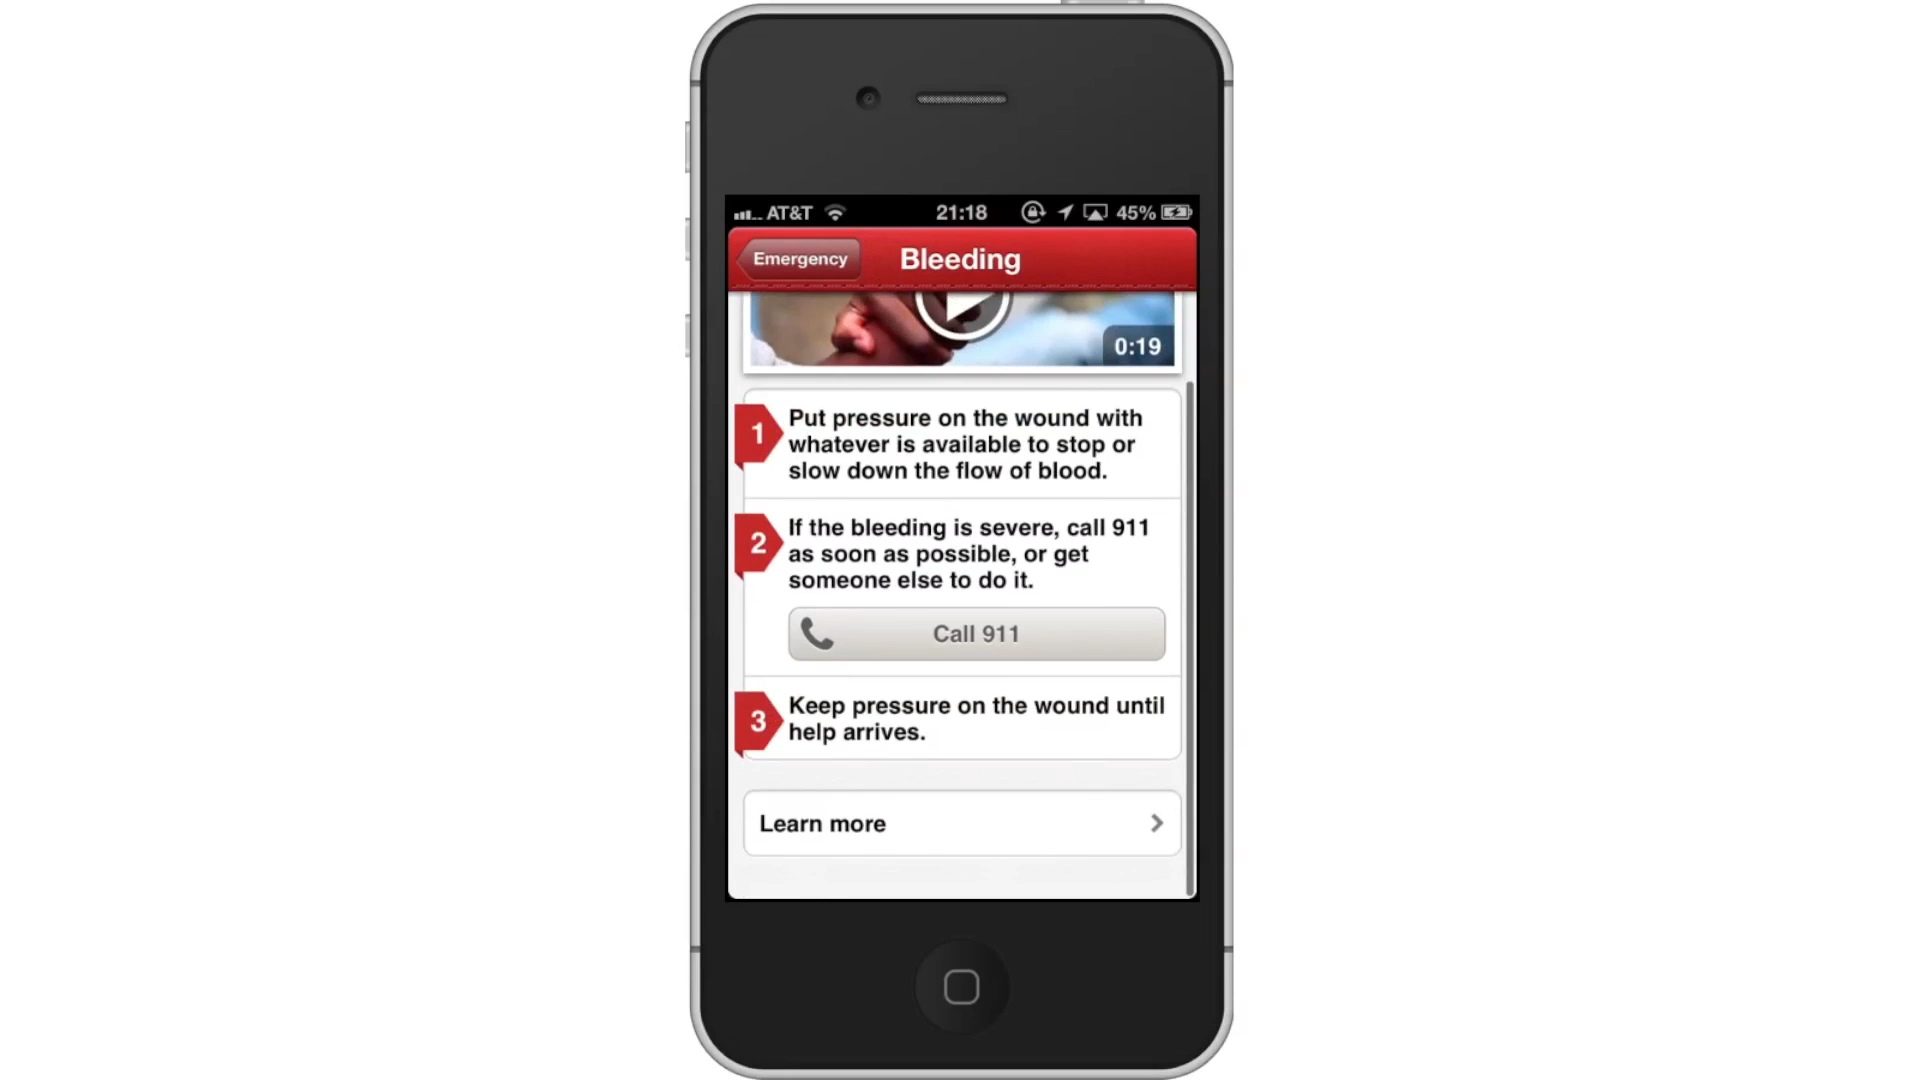 AT&T 21:18 45%
Emergency Bleeding
0:19
1 Put pressure on the wound with
whatever is available to stop or
slow down the flow of blood.
2 If the bleeding is severe, call 911
as soon as possible, or get
someone else to do it.
Call 911
3 Keep pressure on the wound until
help arrives.
Learn more